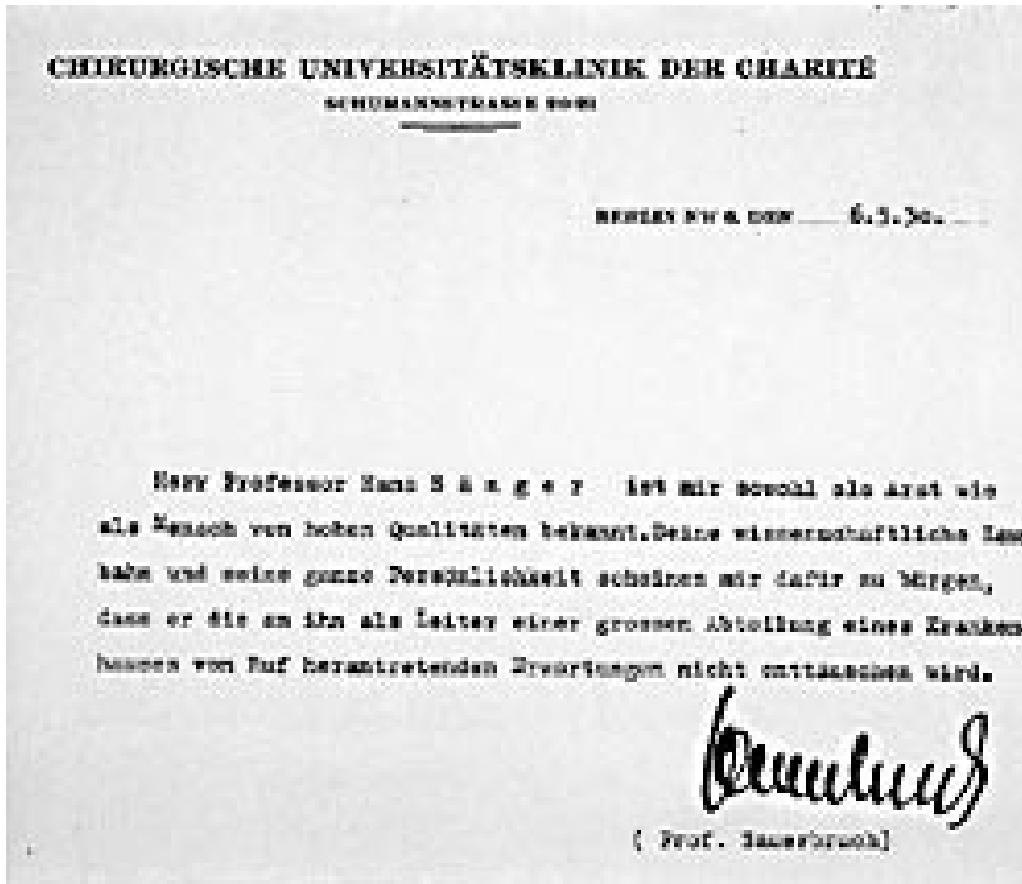 CHIRURGISCHE UNIVERSITÄTSKLINIK DER CHARITÉ
SCHUMANNSTRASSE
BERLIN NW 6, DEN 6.5.30.
Herr Professor Hans S ä n g e r ist mir sowohl als Arzt wie
als Mensch von hohen Qualitäten bekannt. Seine wissenschaftliche Lauf
bahn und seine ganze Persönlichkeit scheinen mir dafür zu bürgen,
dass er die an ihn als Leiter einer grossen Abteilung eines Kranken
hauses von Ruf herantretenden Erwartungen nicht enttäuschen wird.
( Prof. Sauerbruch)